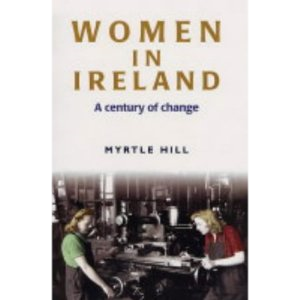 WOMEN
IN
IRELAND
A century of change
MYRTLE HILL